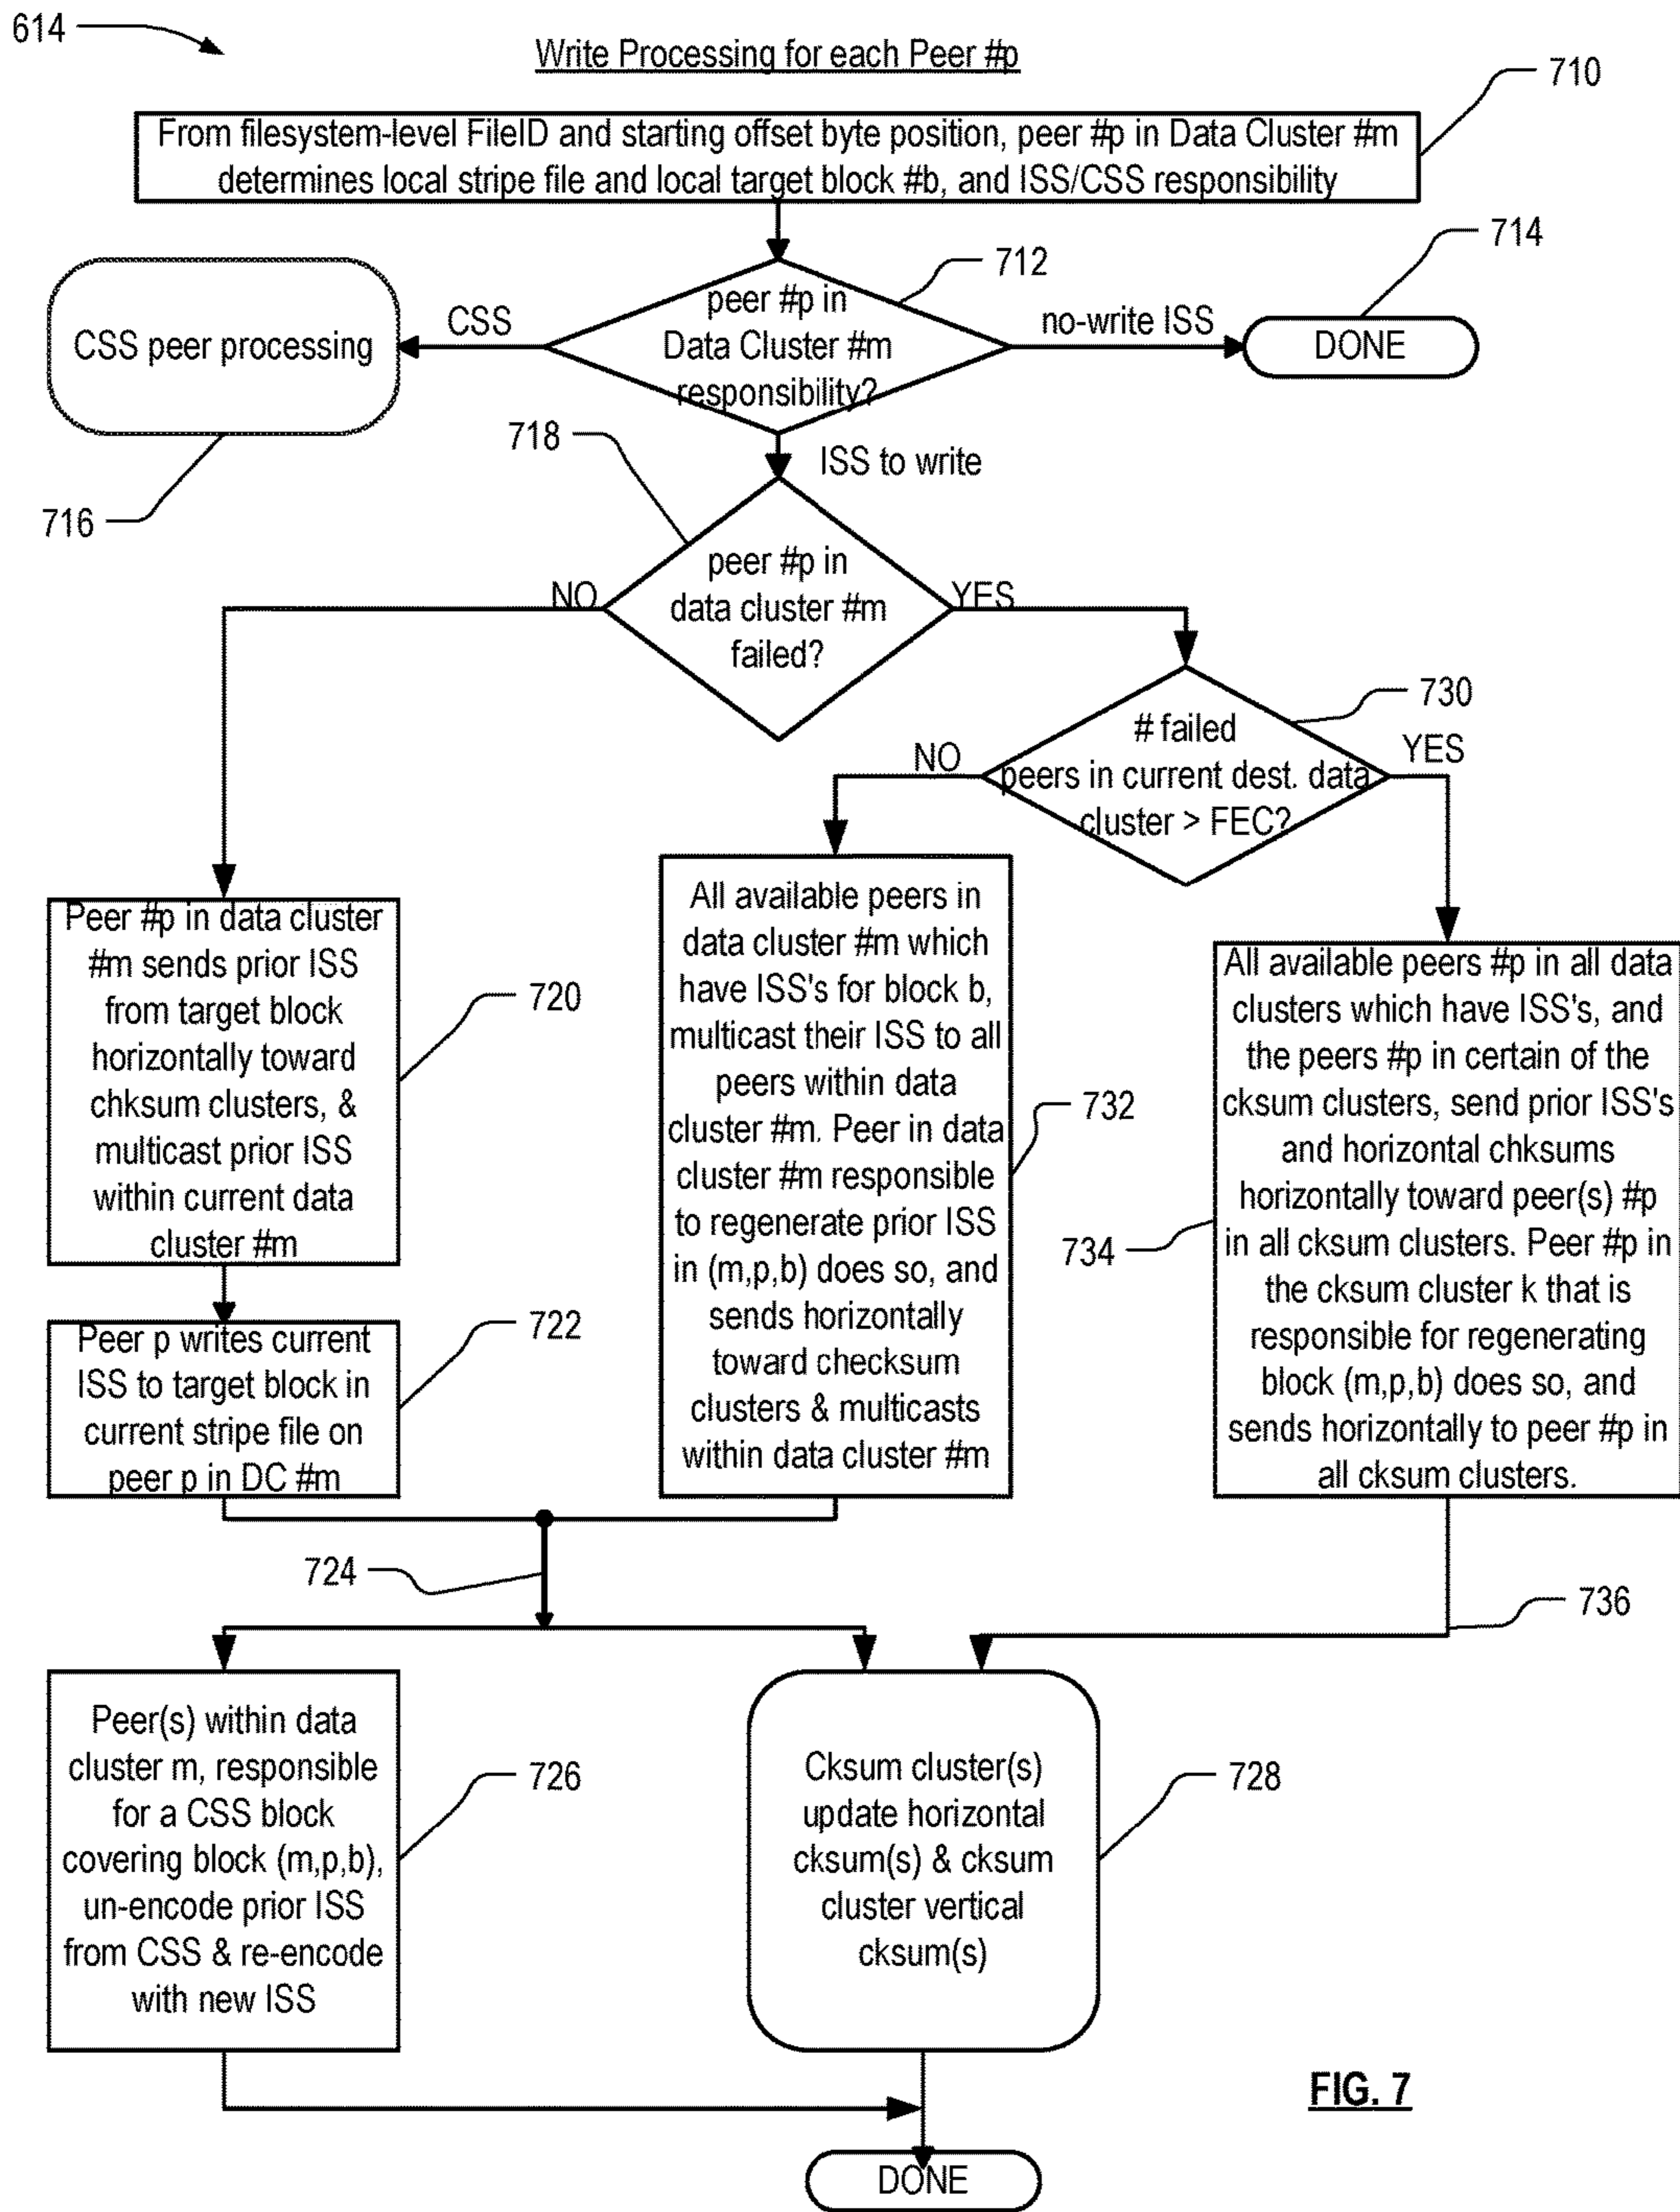 614
Write Processing for each Peer #p
710
From filesystem-level FileID and starting offset byte position, peer #p in Data Cluster #m
determines local stripe file and local target block #b, and ISS/CSS responsibility
714
712
peer #p in
Data Cluster #m
responsibility?
CSS
no-write ISS
CSS peer processing
DONE
716
718
ISS to write
peer #p in
data cluster #m
failed?
NO
YES
730
# failed
peers in current dest. data
cluster > FEC?
NO
YES
Peer #p in data cluster
#m sends prior ISS
from target block
horizontally toward
chksum clusters, &
multicast prior ISS
within current data
cluster #m
720
Peer p writes current
ISS to target block in
current stripe file on
peer p in DC #m
722
All available peers in
data cluster #m which
have ISS's for block b,
multicast their ISS to all
peers within data
cluster #m. Peer in data
cluster #m responsible
to regenerate prior ISS
in (m,p,b) does so, and
sends horizontally
toward checksum
clusters & multicasts
within data cluster #m
732
All available peers #p in all data
clusters which have ISS's, and
the peers #p in certain of the
cksum clusters, send prior ISS's
and horizontal chksums
horizontally toward peer(s) #p
in all cksum clusters. Peer #p in
the cksum cluster k that is
responsible for regenerating
block (m,p,b) does so, and
sends horizontally to peer #p in
all cksum clusters.
734
724
736
Peer(s) within data
cluster m, responsible
for a CSS block
covering block (m,p,b),
un-encode prior ISS
from CSS & re-encode
with new ISS
726
Cksum cluster(s)
update horizontal
cksum(s) & cksum
cluster vertical
cksum(s)
728
FIG. 7
DONE